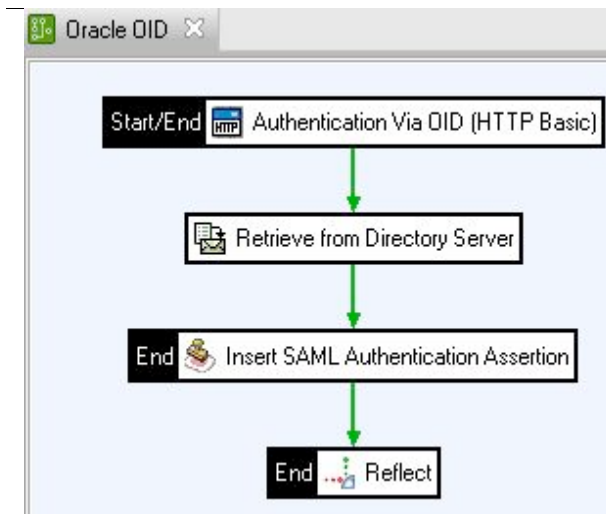 Oracle OID
Start/End HTTP Authentication Via OID (HTTP Basic)
Retrieve from Directory Server
End Insert SAML Authentication Assertion
End Reflect